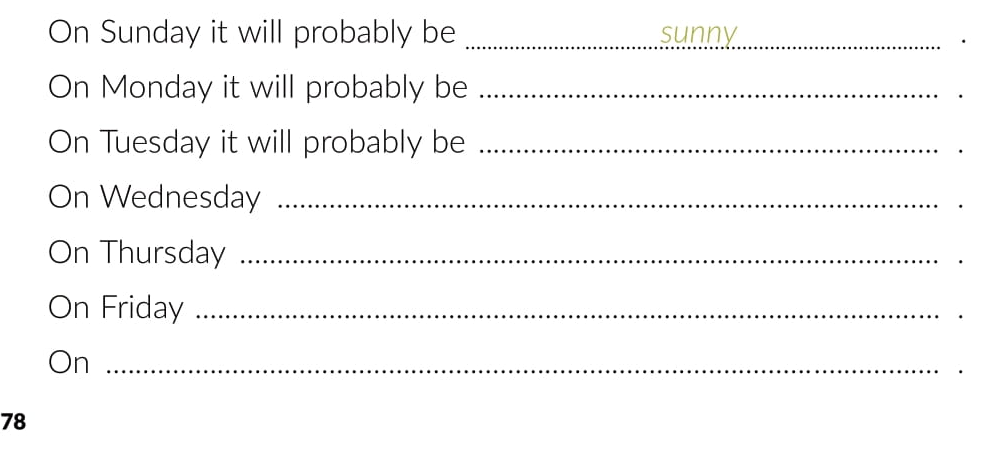 On Sunday it will probably be sunny .
On Monday it will probably be .
On Tuesday it will probably be .
On Wednesday .
On Thursday .
On Friday .
On .
78